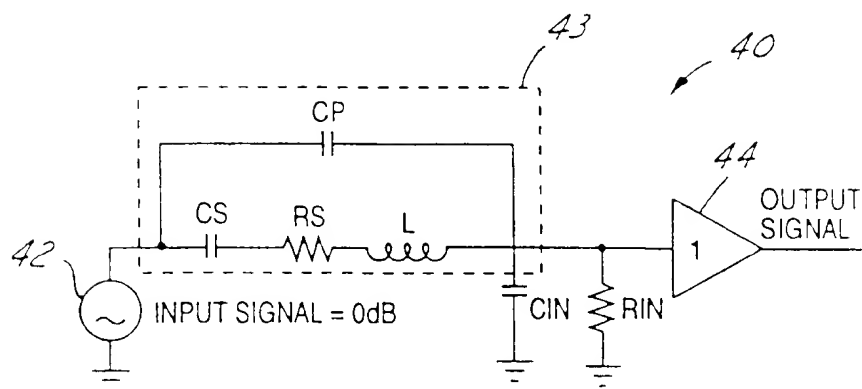 43
40
CP
44
CS
RS
L
OUTPUT
SIGNAL
1
42
INPUT SIGNAL = 0dB
CIN
RIN